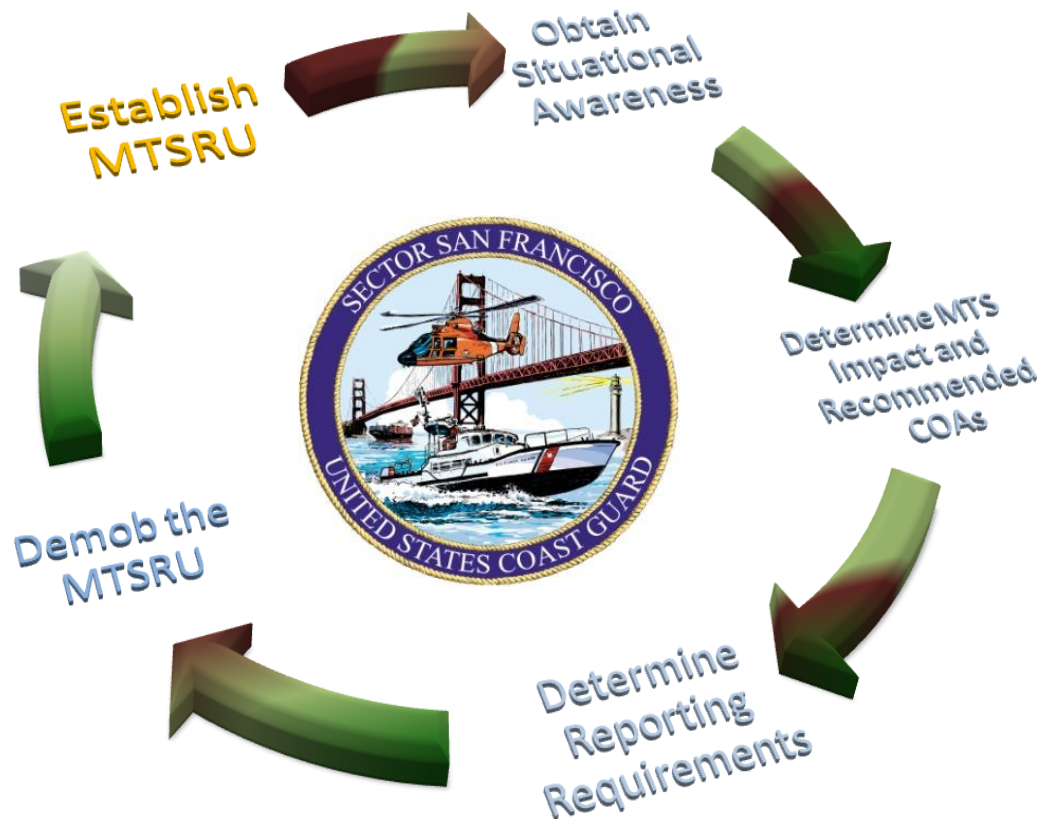 Establish
MTSRU
Obtain
Situational
Awareness
Determine MTS
Impact and
Recommended
COAs
Determine
Reporting
Requirements
Demob the
MTSRU
SECTOR SAN FRANCISCO
UNITED STATES COAST GUARD